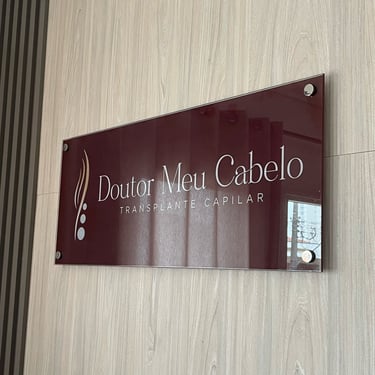 Doutor Meu Cabelo
TRANSPLANTE CAPILAR